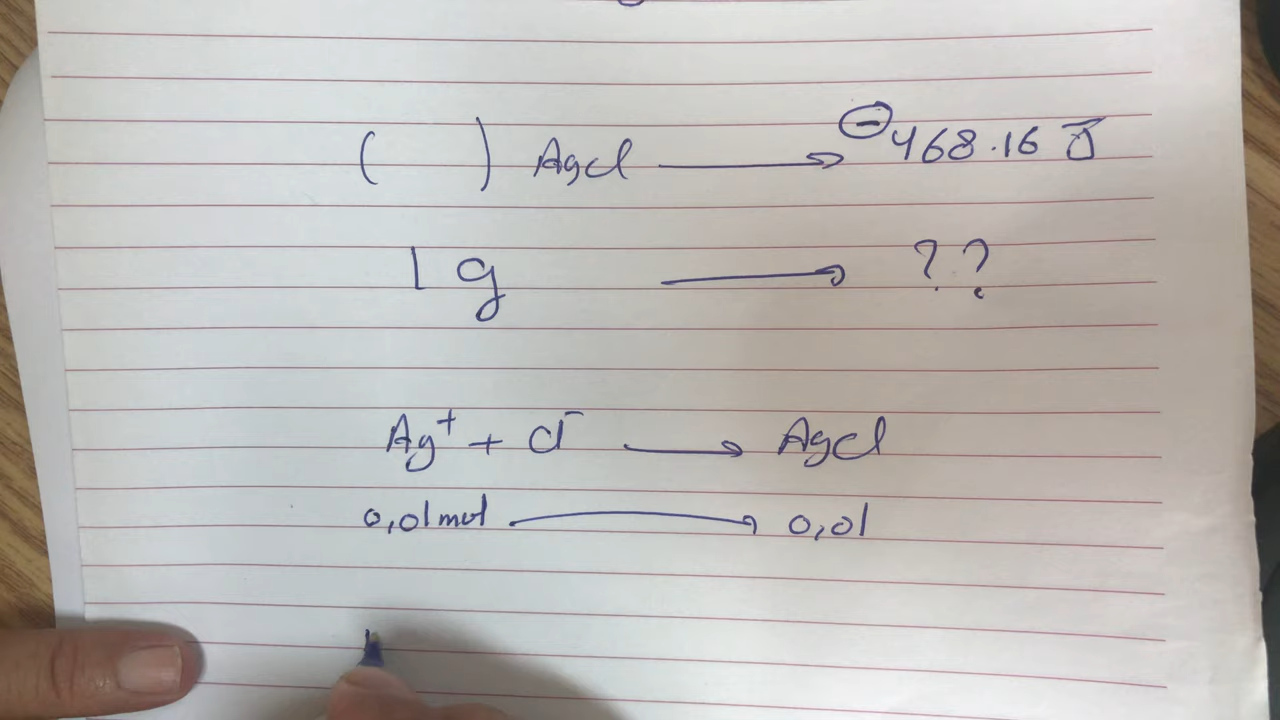 ( ) AgCl → -468.16 J
1 g → ??
Ag⁺ + Cl⁻ → AgCl
0,01 mol → 0,01